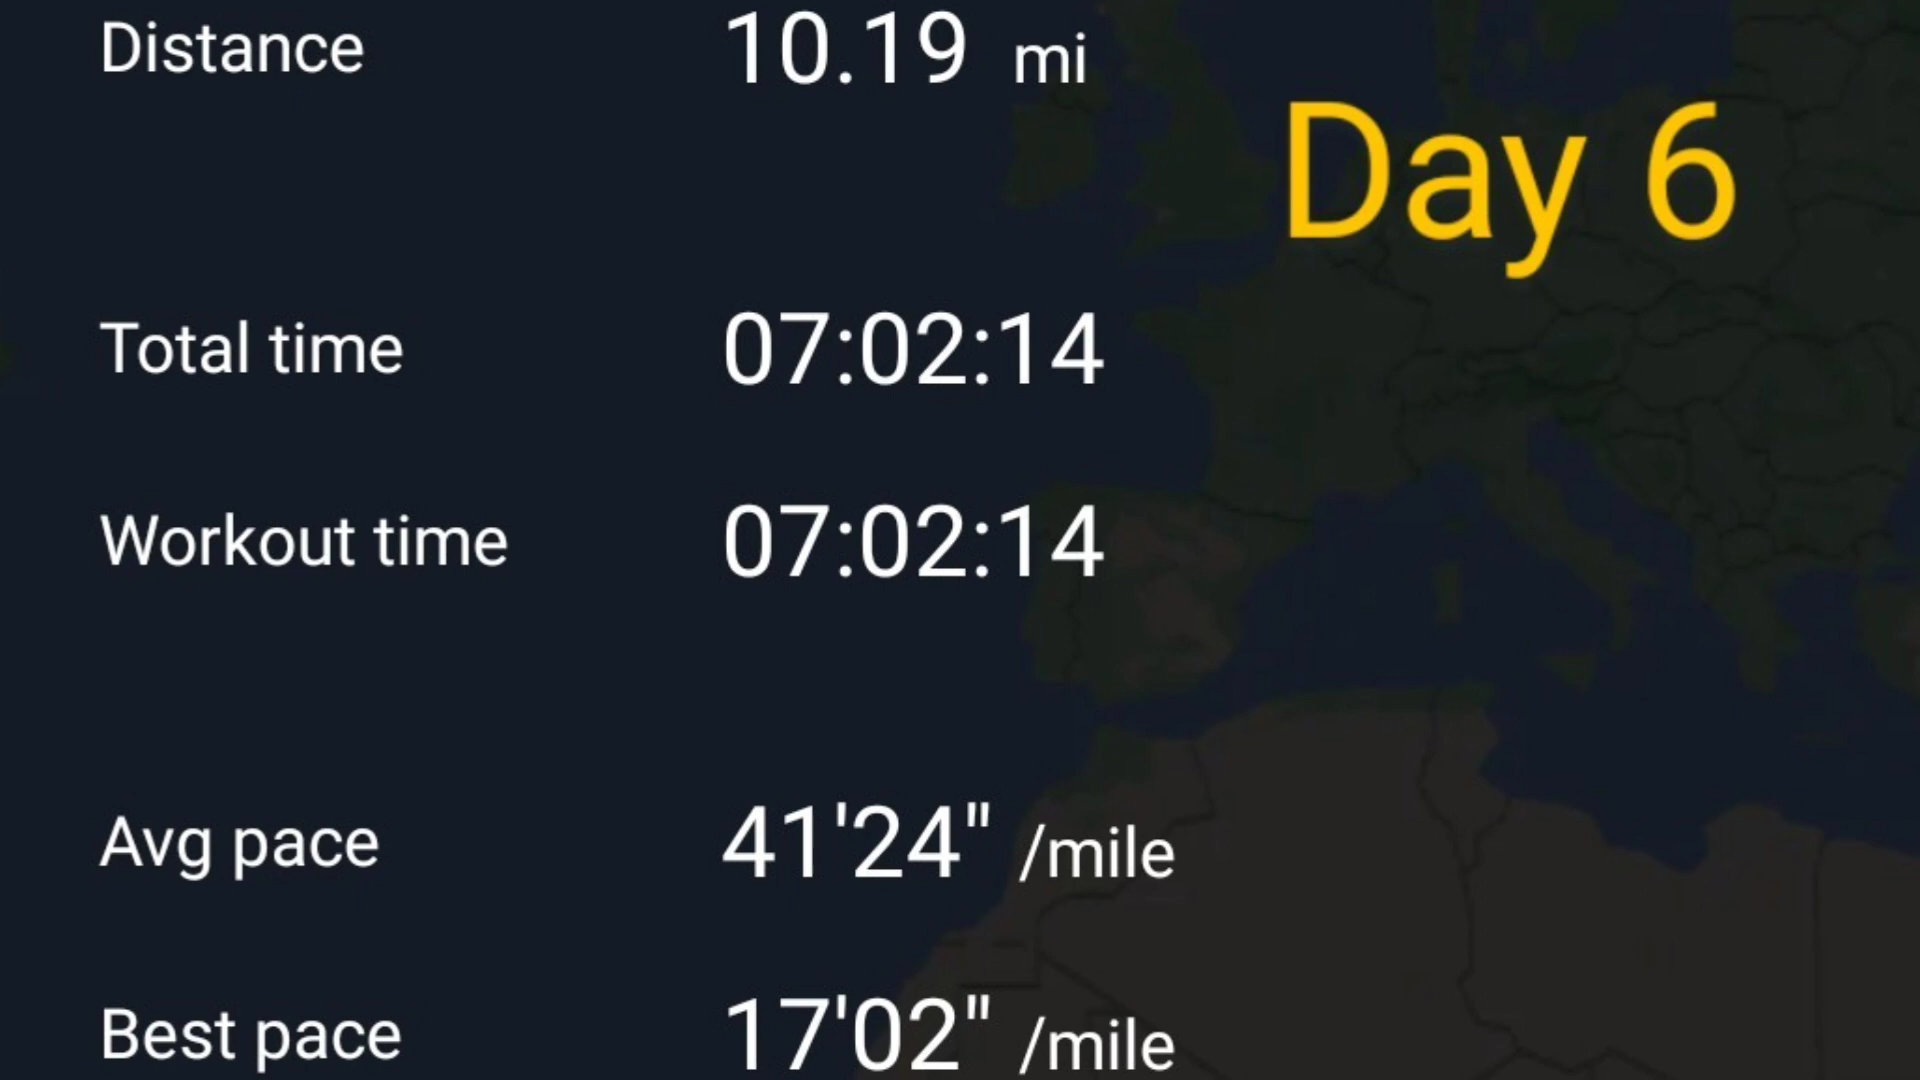 Distance 10.19 mi
Day 6
Total time 07:02:14
Workout time 07:02:14
Avg pace 41'24" /mile
Best pace 17'02" /mile